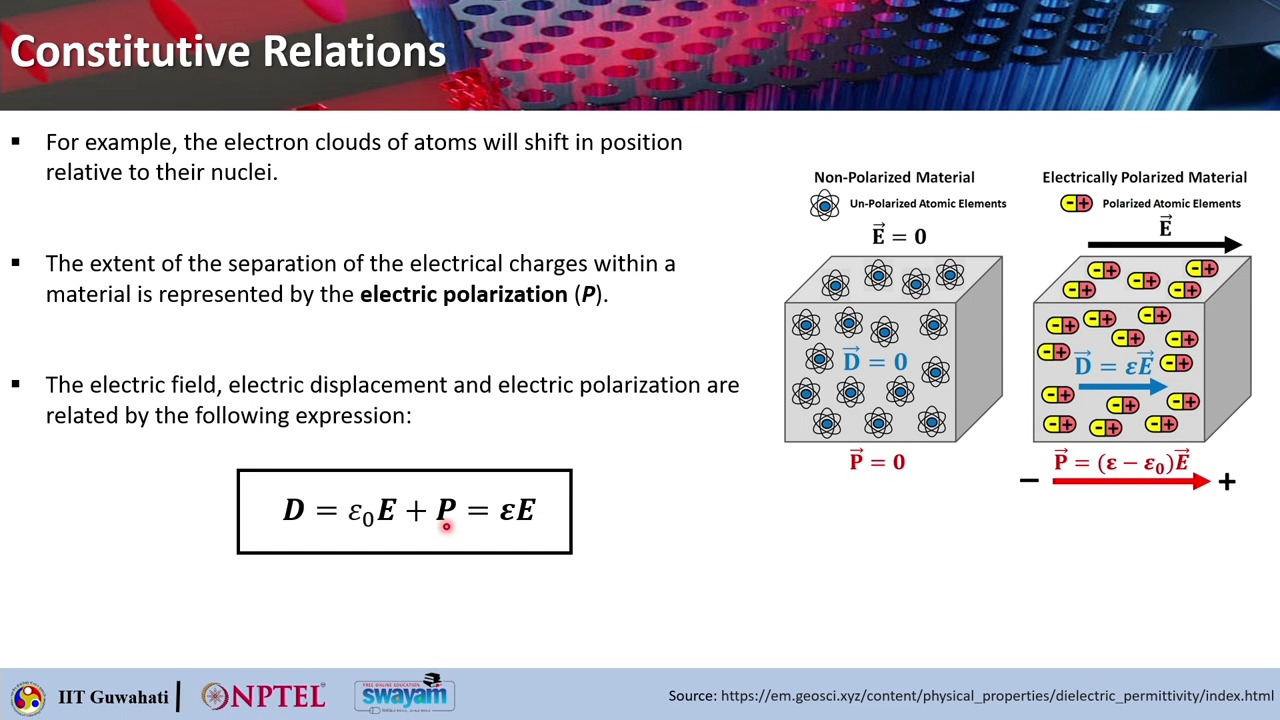 Constitutive Relations
▪ For example, the electron clouds of atoms will shift in position
relative to their nuclei.
▪ The extent of the separation of the electrical charges within a
material is represented by the electric polarization (P).
▪ The electric field, electric displacement and electric polarization are
related by the following expression:
D = ε₀E + P = εE
Non-Polarized Material
Un-Polarized Atomic Elements
E⃗ = 0
D⃗ = 0
P⃗ = 0
Electrically Polarized Material
- + Polarized Atomic Elements
E⃗
D⃗ = εE⃗
P⃗ = (ε − ε₀)E⃗
− +
IIT Guwahati
NPTEL
FREE ONLINE EDUCATION
swayam
Source: https://em.geosci.xyz/content/physical_properties/dielectric_permittivity/index.html